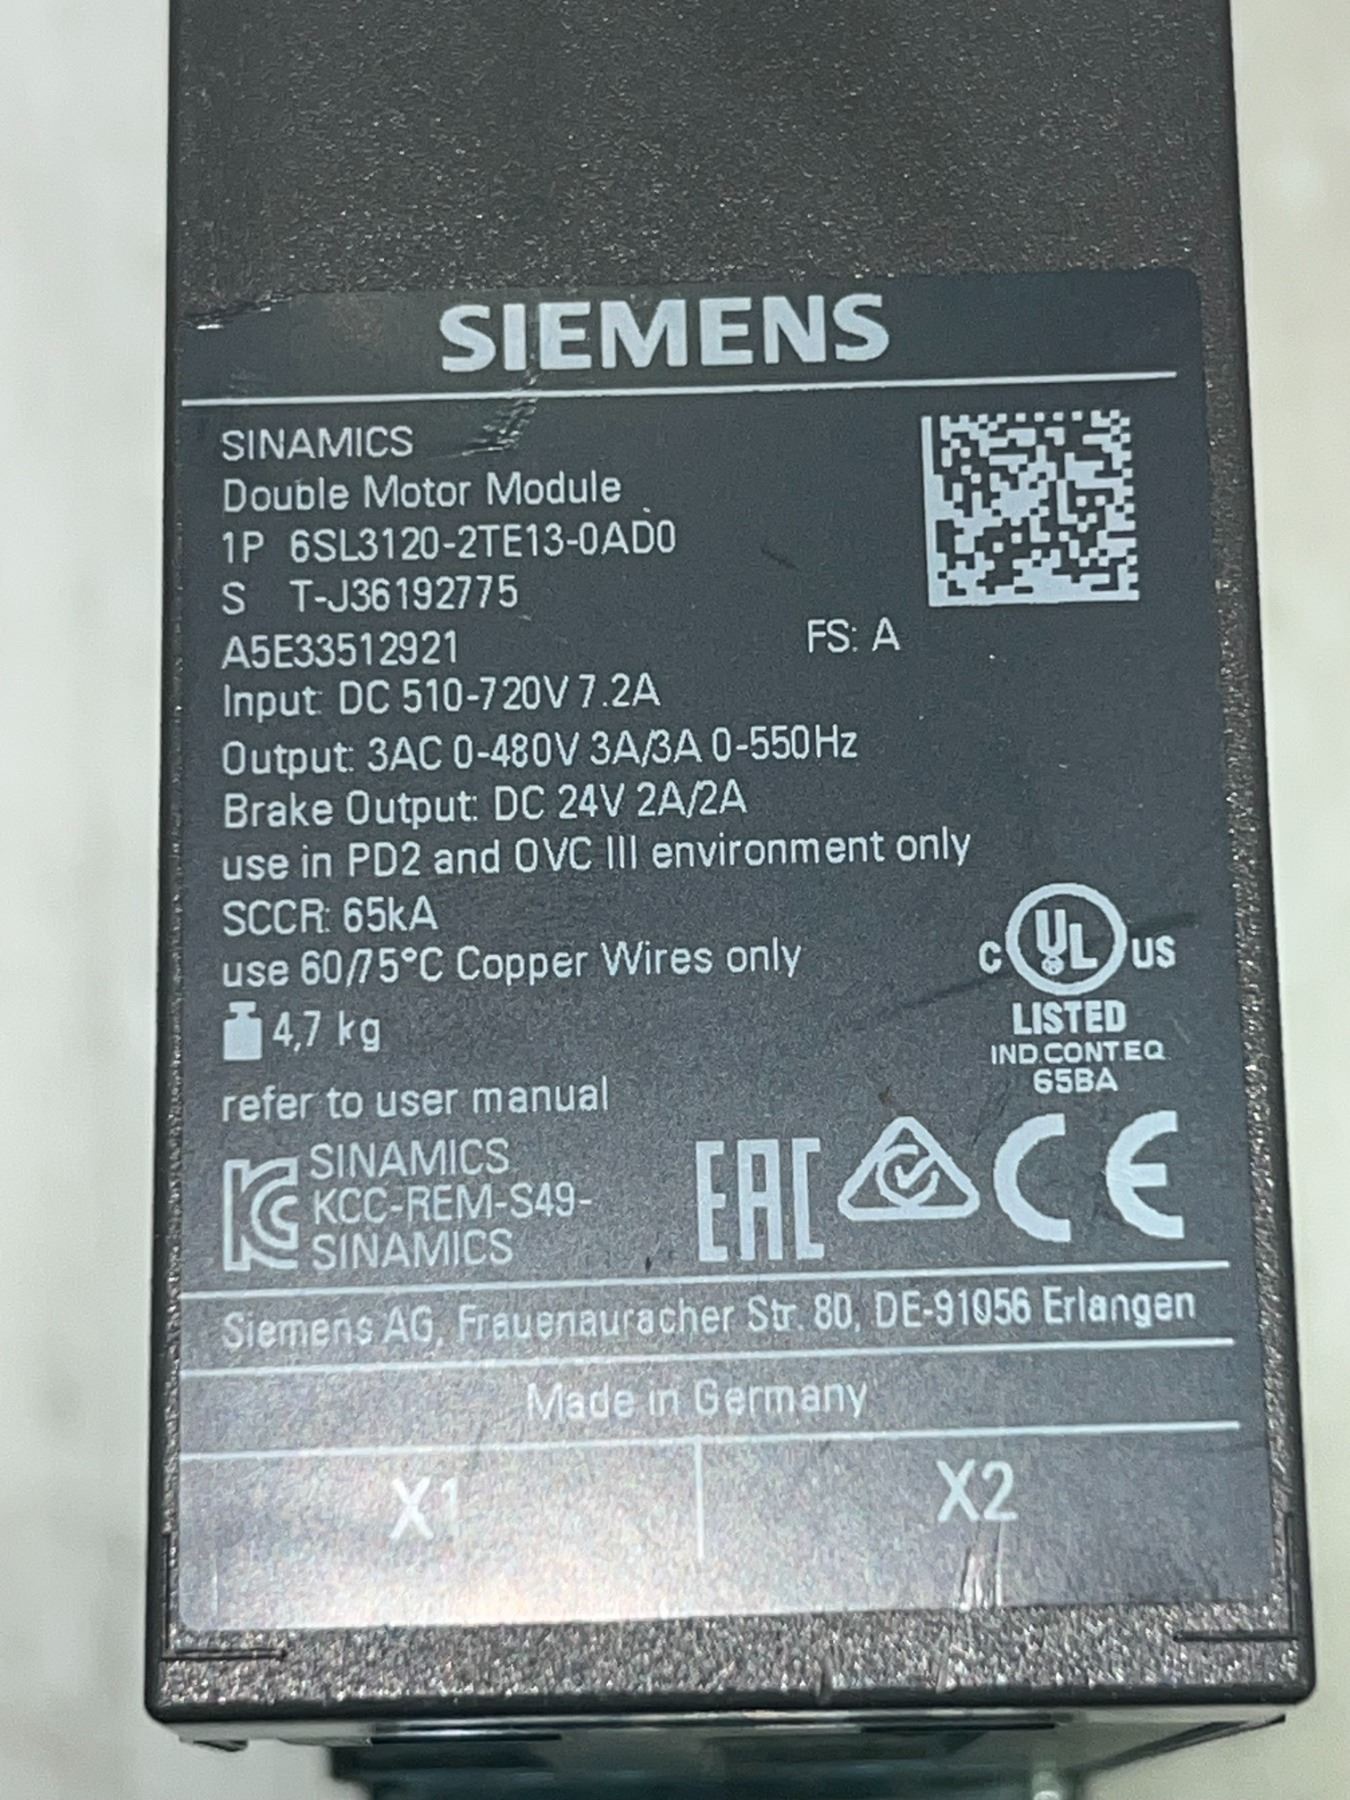 SIEMENS
SINAMICS
Double Motor Module
1P 6SL3120-2TE13-0AD0
S T-J36192775
A5E33512921 FS: A
Input: DC 510-720V 7.2A
Output: 3AC 0-480V 3A/3A 0-550Hz
Brake Output: DC 24V 2A/2A
use in PD2 and OVC III environment only
SCCR: 65kA
use 60/75°C Copper Wires only
4,7 kg
C UL US
LISTED
IND.CONT.EQ.
65BA
refer to user manual
SINAMICS
KCC-REM-S49-
SINAMICS
EAC CE
Siemens AG, Frauenauracher Str. 80, DE-91056 Erlangen
Made in Germany
X1 X2